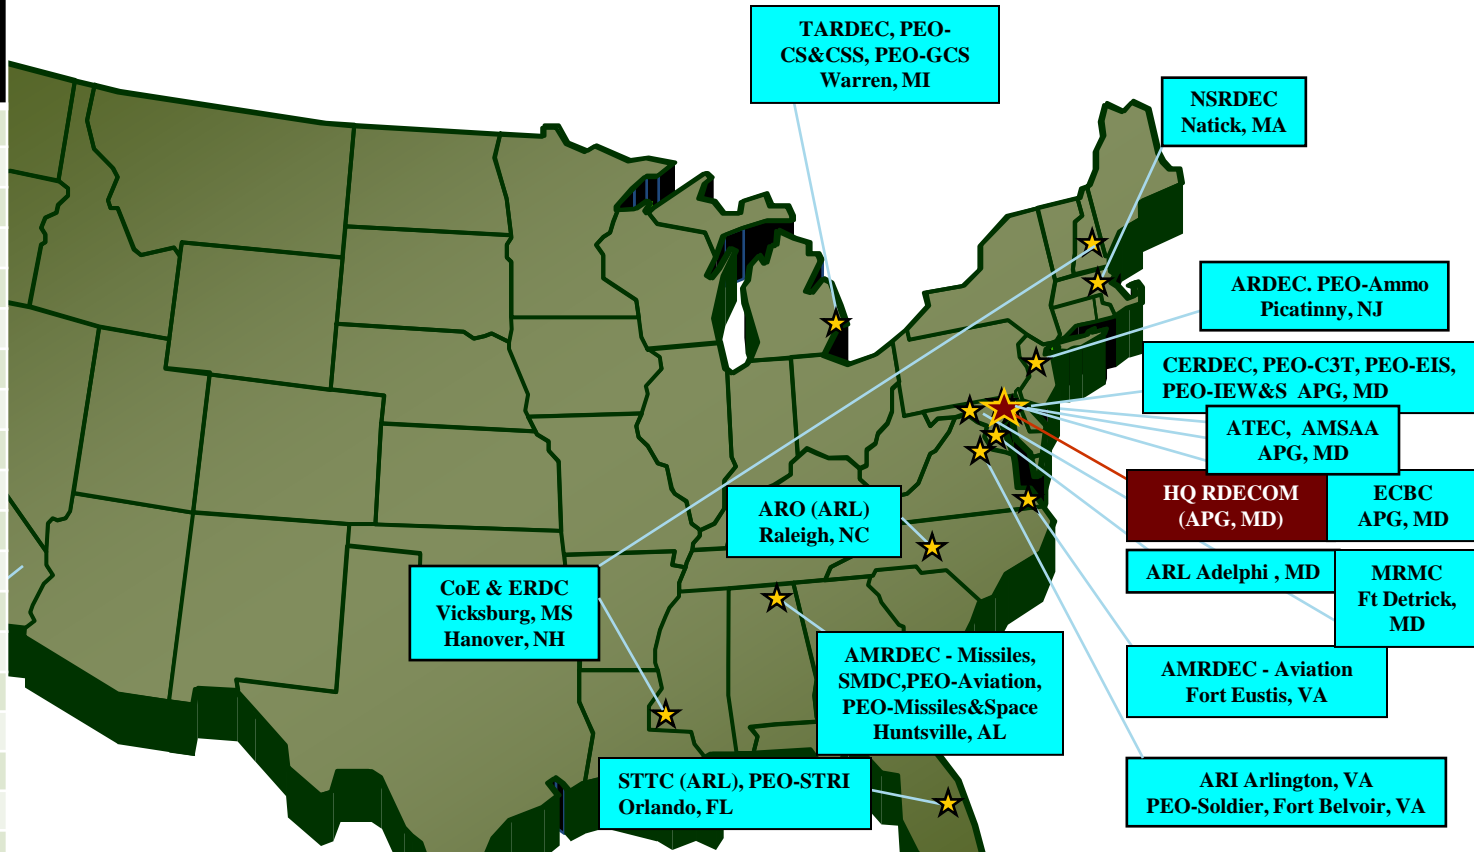 TARDEC, PEO-
CS&CSS, PEO-GCS
Warren, MI
NSRDEC
Natick, MA
ARDEC. PEO-Ammo
Picatinny, NJ
CERDEC, PEO-C3T, PEO-EIS,
PEO-IEW&S APG, MD
ATEC, AMSAA
APG, MD
HQ RDECOM
(APG, MD)
ECBC
APG, MD
ARO (ARL)
Raleigh, NC
ARL Adelphi , MD
MRMC
Ft Detrick,
MD
CoE & ERDC
Vicksburg, MS
Hanover, NH
AMRDEC - Missiles,
SMDC,PEO-Aviation,
PEO-Missiles&Space
Huntsville, AL
AMRDEC - Aviation
Fort Eustis, VA
STTC (ARL), PEO-STRI
Orlando, FL
ARI Arlington, VA
PEO-Soldier, Fort Belvoir, VA